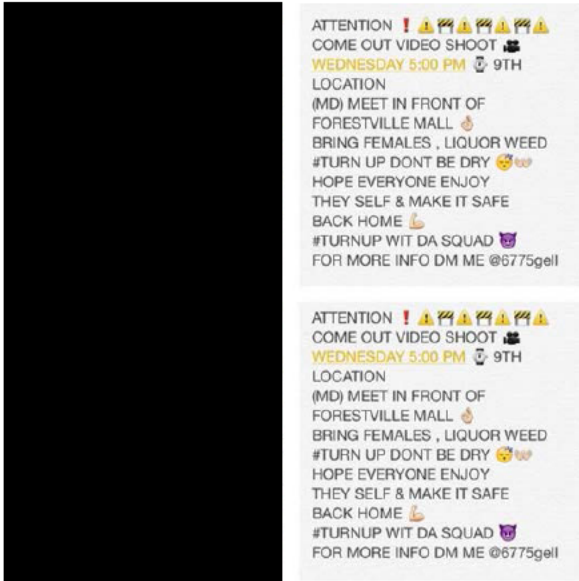 ATTENTION ❗ ⚠️🚧⚠️🚧⚠️🚧⚠️
COME OUT VIDEO SHOOT 🎥
WEDNESDAY 5:00 PM ⌚ 9TH
LOCATION
(MD) MEET IN FRONT OF
FORESTVILLE MALL 👌🏼
BRING FEMALES , LIQUOR WEED
#TURN UP DONT BE DRY 😴👐🏼
HOPE EVERYONE ENJOY
THEY SELF & MAKE IT SAFE
BACK HOME 💪🏼
#TURNUP WIT DA SQUAD 😈
FOR MORE INFO DM ME @6775gell
ATTENTION ❗ ⚠️🚧⚠️🚧⚠️🚧⚠️
COME OUT VIDEO SHOOT 🎥
WEDNESDAY 5:00 PM ⌚ 9TH
LOCATION
(MD) MEET IN FRONT OF
FORESTVILLE MALL 👌🏼
BRING FEMALES , LIQUOR WEED
#TURN UP DONT BE DRY 😴👐🏼
HOPE EVERYONE ENJOY
THEY SELF & MAKE IT SAFE
BACK HOME 💪🏼
#TURNUP WIT DA SQUAD 😈
FOR MORE INFO DM ME @6775gell